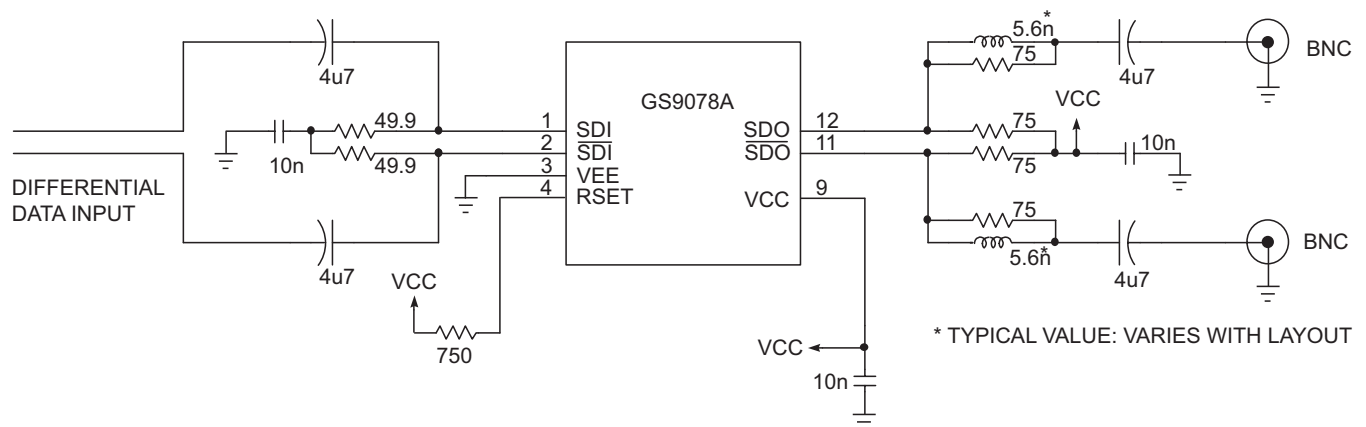 4u7
49.9
10n
49.9
DIFFERENTIAL
DATA INPUT
4u7
VCC
750
GS9078A
1 SDI
2 SDI
3 VEE
4 RSET
SDO 12
SDO 11
VCC 9
VCC
10n
5.6n*
75
4u7
BNC
VCC
75
75
10n
75
5.6n*
4u7
BNC
* TYPICAL VALUE: VARIES WITH LAYOUT